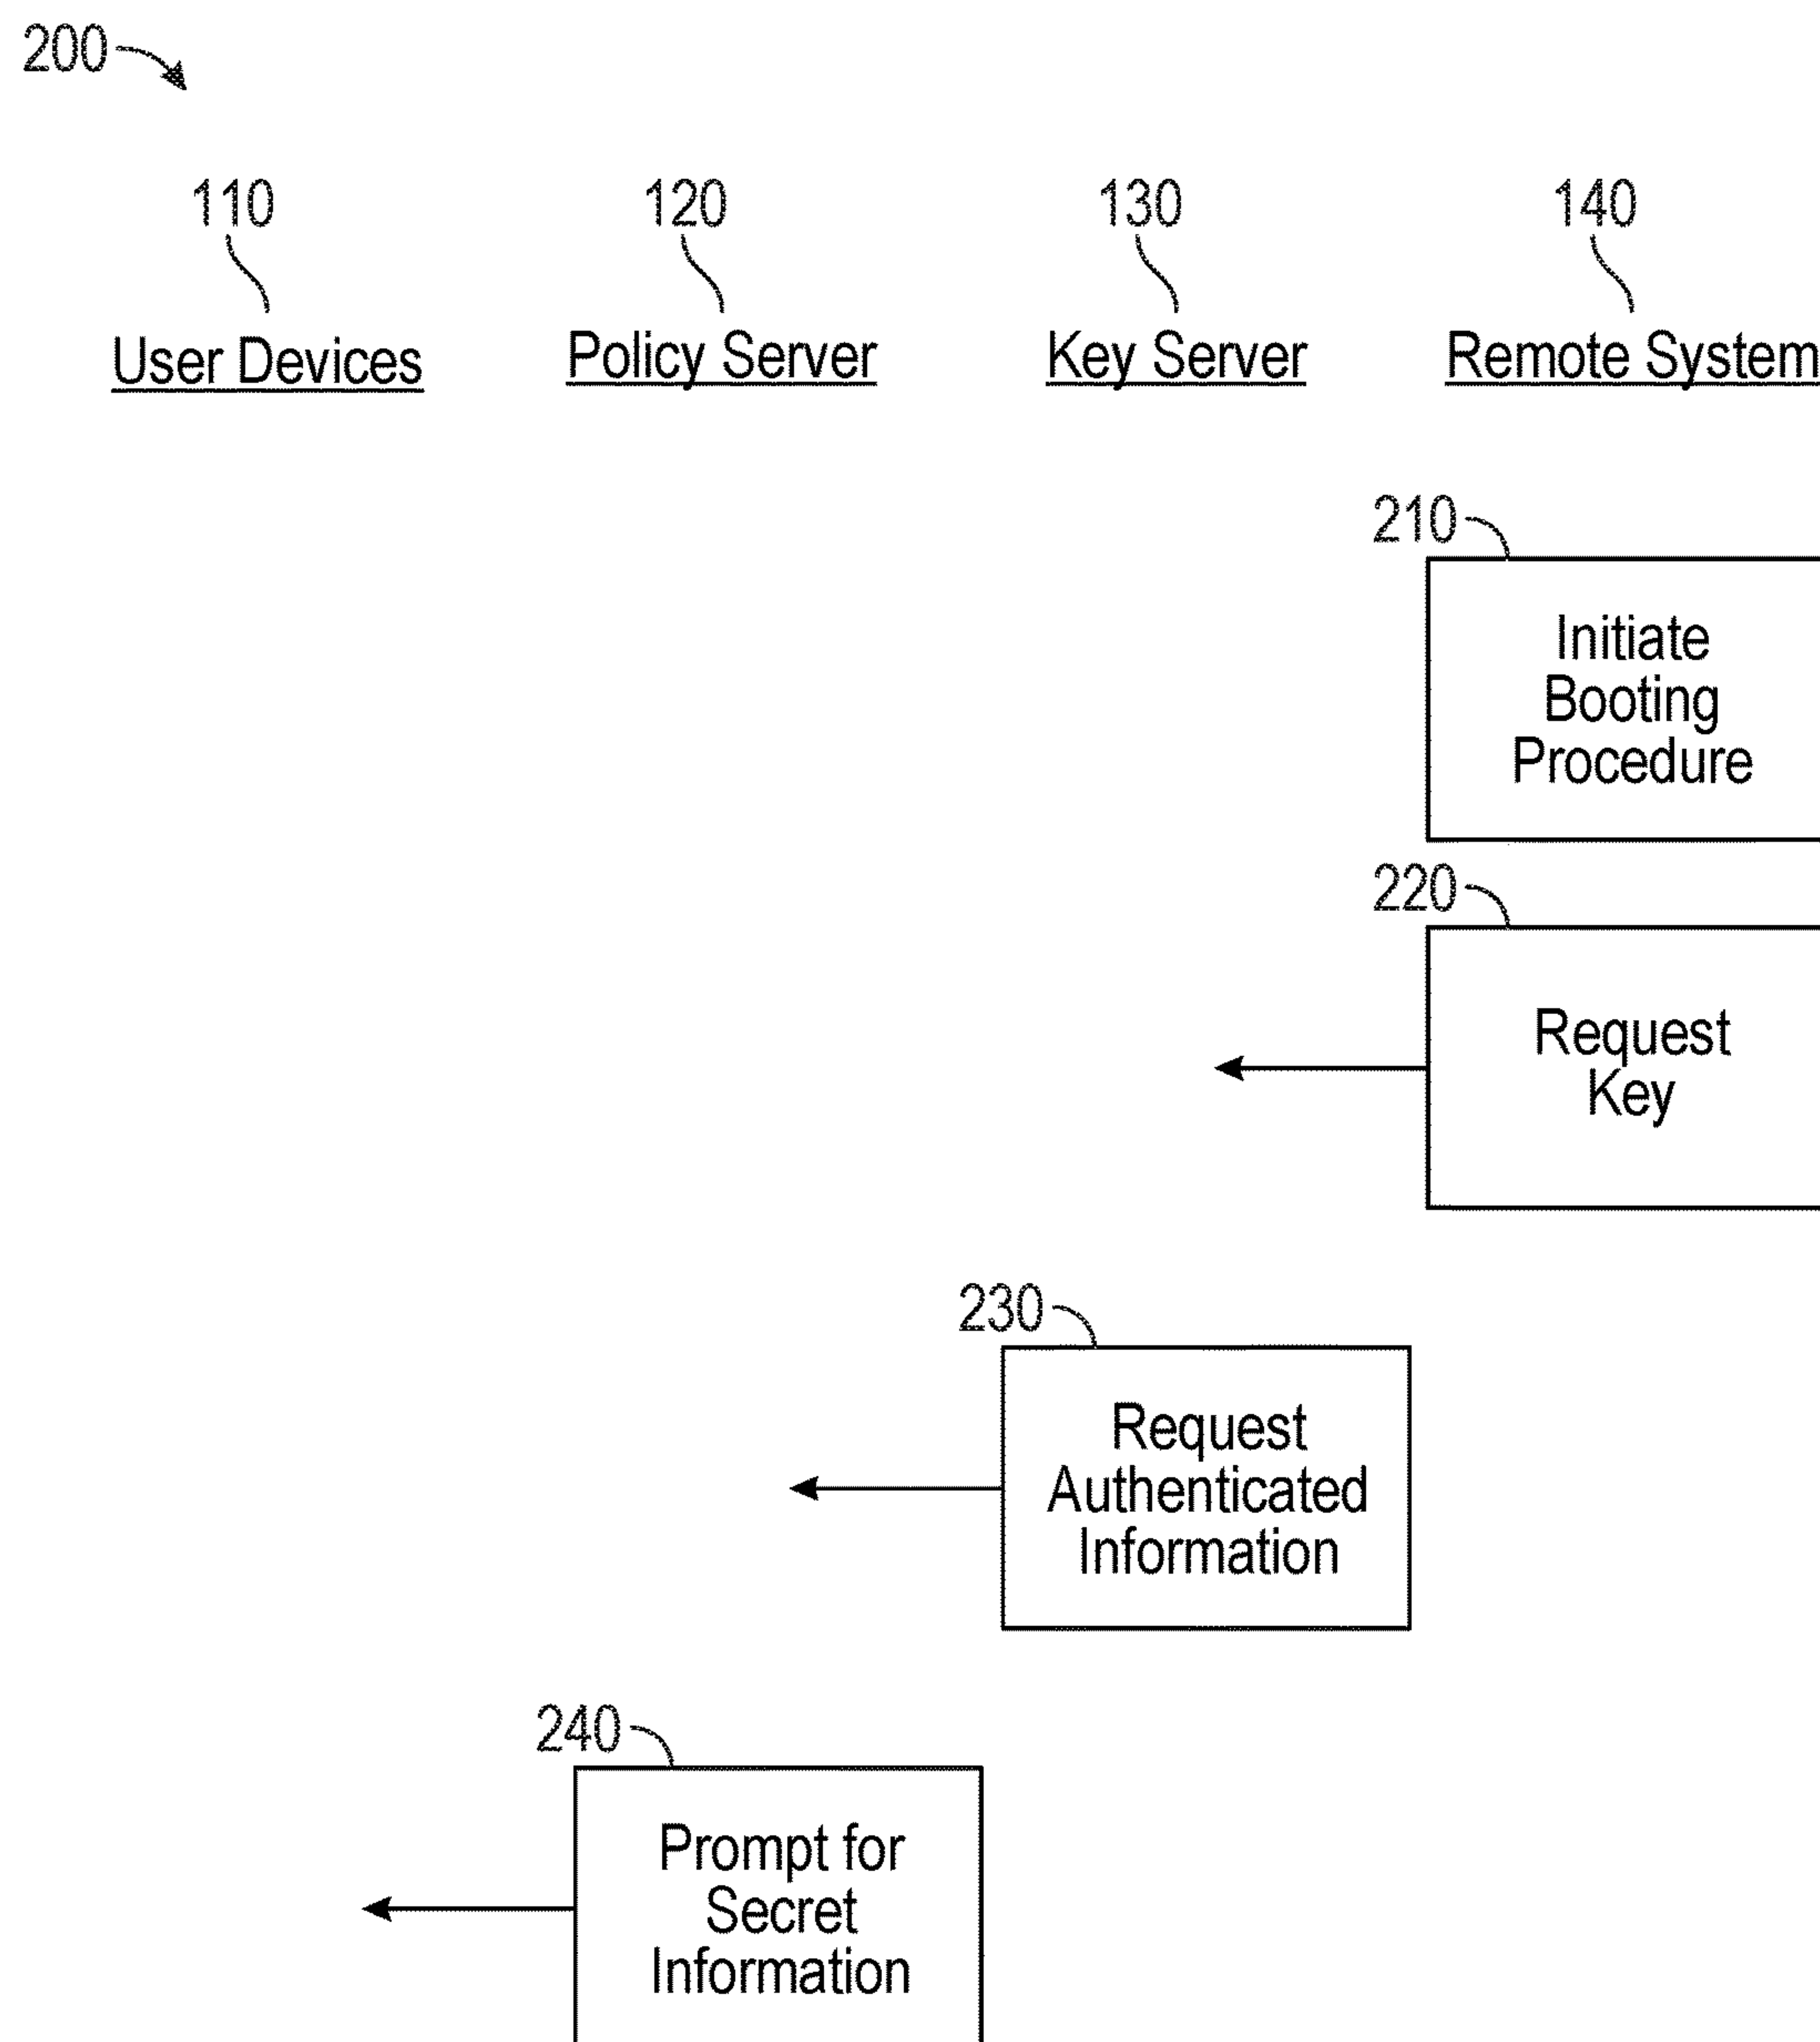 200
110 120 130 140
User Devices Policy Server Key Server Remote System
210
Initiate
Booting
Procedure
220
Request
Key
230
Request
Authenticated
Information
240
Prompt for
Secret
Information